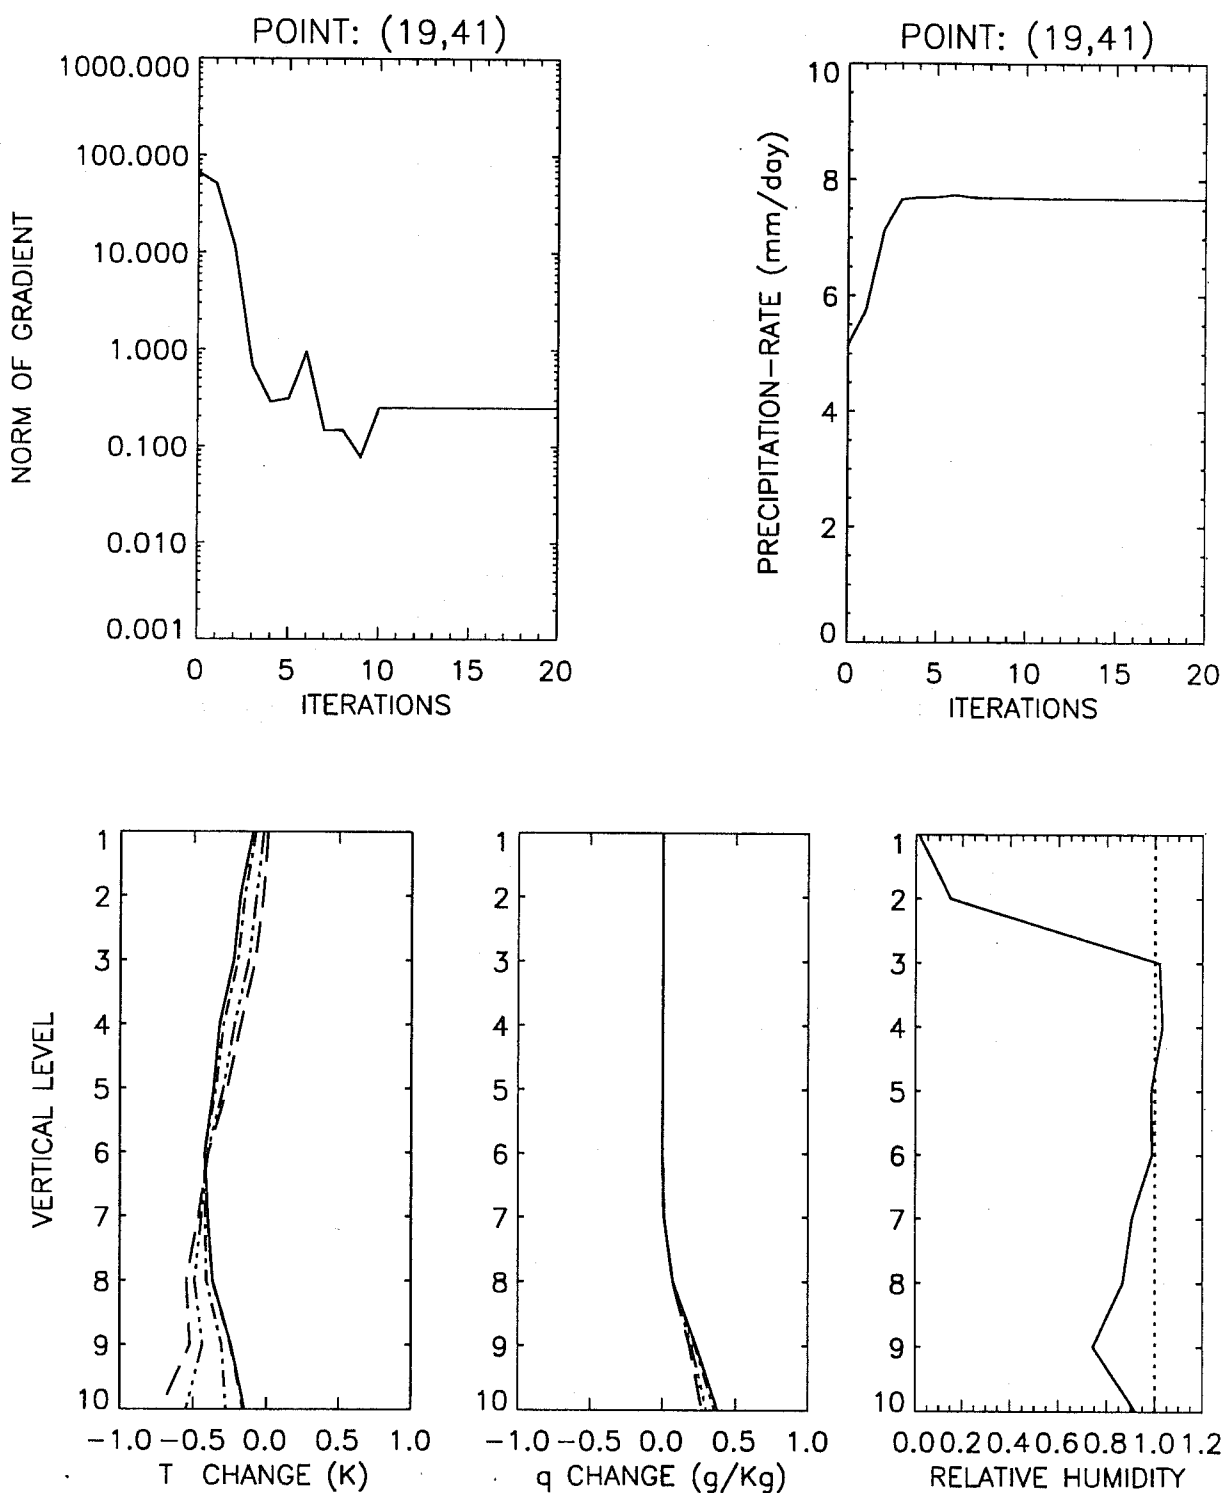 POINT: (19,41)
1000.000
100.000
10.000
1.000
0.100
0.010
0.001
NORM OF GRADIENT
0 5 10 15 20
ITERATIONS
POINT: (19,41)
10
8
6
4
2
0
PRECIPITATION-RATE (mm/day)
0 5 10 15 20
ITERATIONS
1
2
3
4
5
6
7
8
9
10
VERTICAL LEVEL
-1.0 -0.5 0.0 0.5 1.0
T CHANGE (K)
1
2
3
4
5
6
7
8
9
10
-1.0 -0.5 0.0 0.5 1.0
q CHANGE (g/Kg)
1
2
3
4
5
6
7
8
9
10
0.0 0.2 0.4 0.6 0.8 1.0 1.2
RELATIVE HUMIDITY